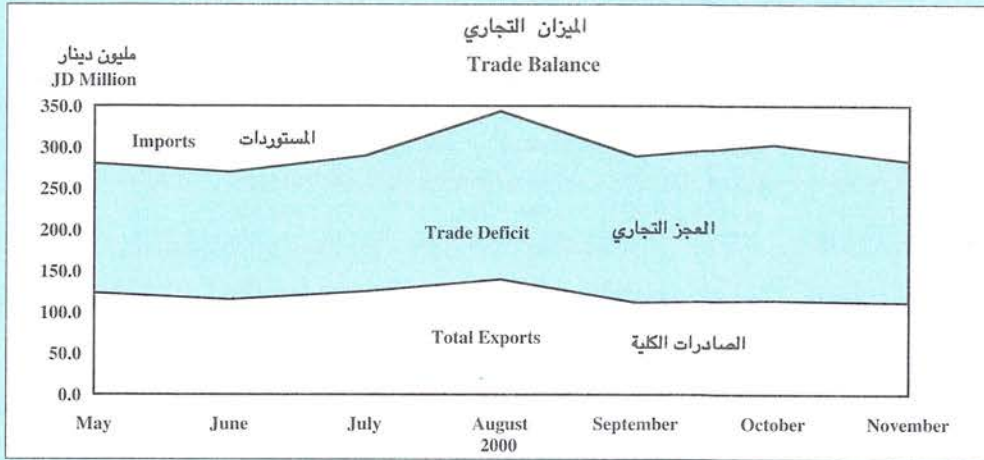 الميزان التجاري
Trade Balance
مليون دينار
JD Million
350.0
300.0
250.0
200.0
150.0
100.0
50.0
0.0
Imports المستوردات
Trade Deficit العجز التجاري
Total Exports الصادرات الكلية
May June July August September October November
2000